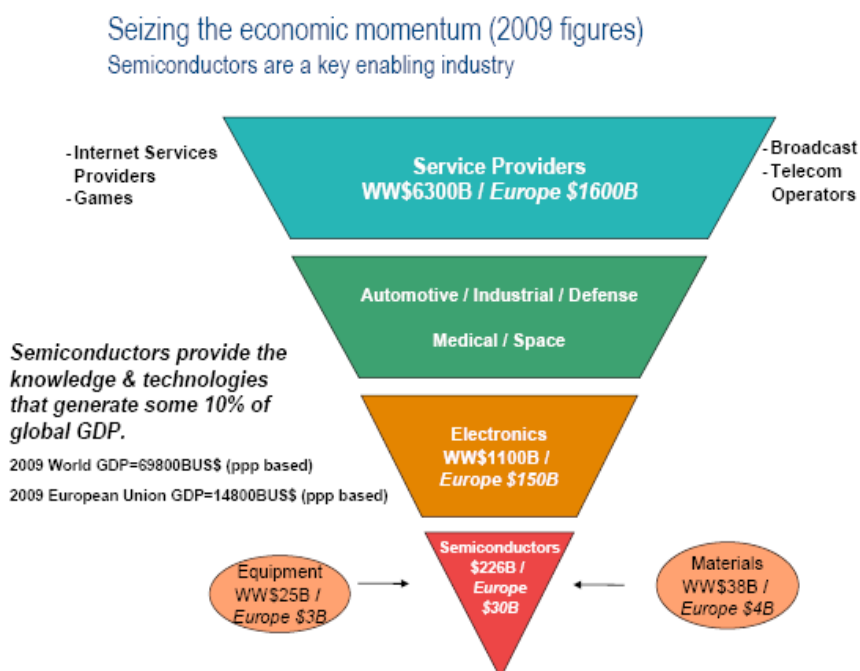 Seizing the economic momentum (2009 figures)
Semiconductors are a key enabling industry
- Internet Services
Providers
- Games
Service Providers
WW$6300B / Europe $1600B
- Broadcast
- Telecom
Operators
Automotive / Industrial / Defense
Medical / Space
Semiconductors provide the
knowledge & technologies
that generate some 10% of
global GDP.
2009 World GDP=69800BUS$ (ppp based)
2009 European Union GDP=14800BUS$ (ppp based)
Electronics
WW$1100B /
Europe $150B
Semiconductors
$226B /
Europe
$30B
Equipment
WW$25B /
Europe $3B
Materials
WW$38B /
Europe $4B